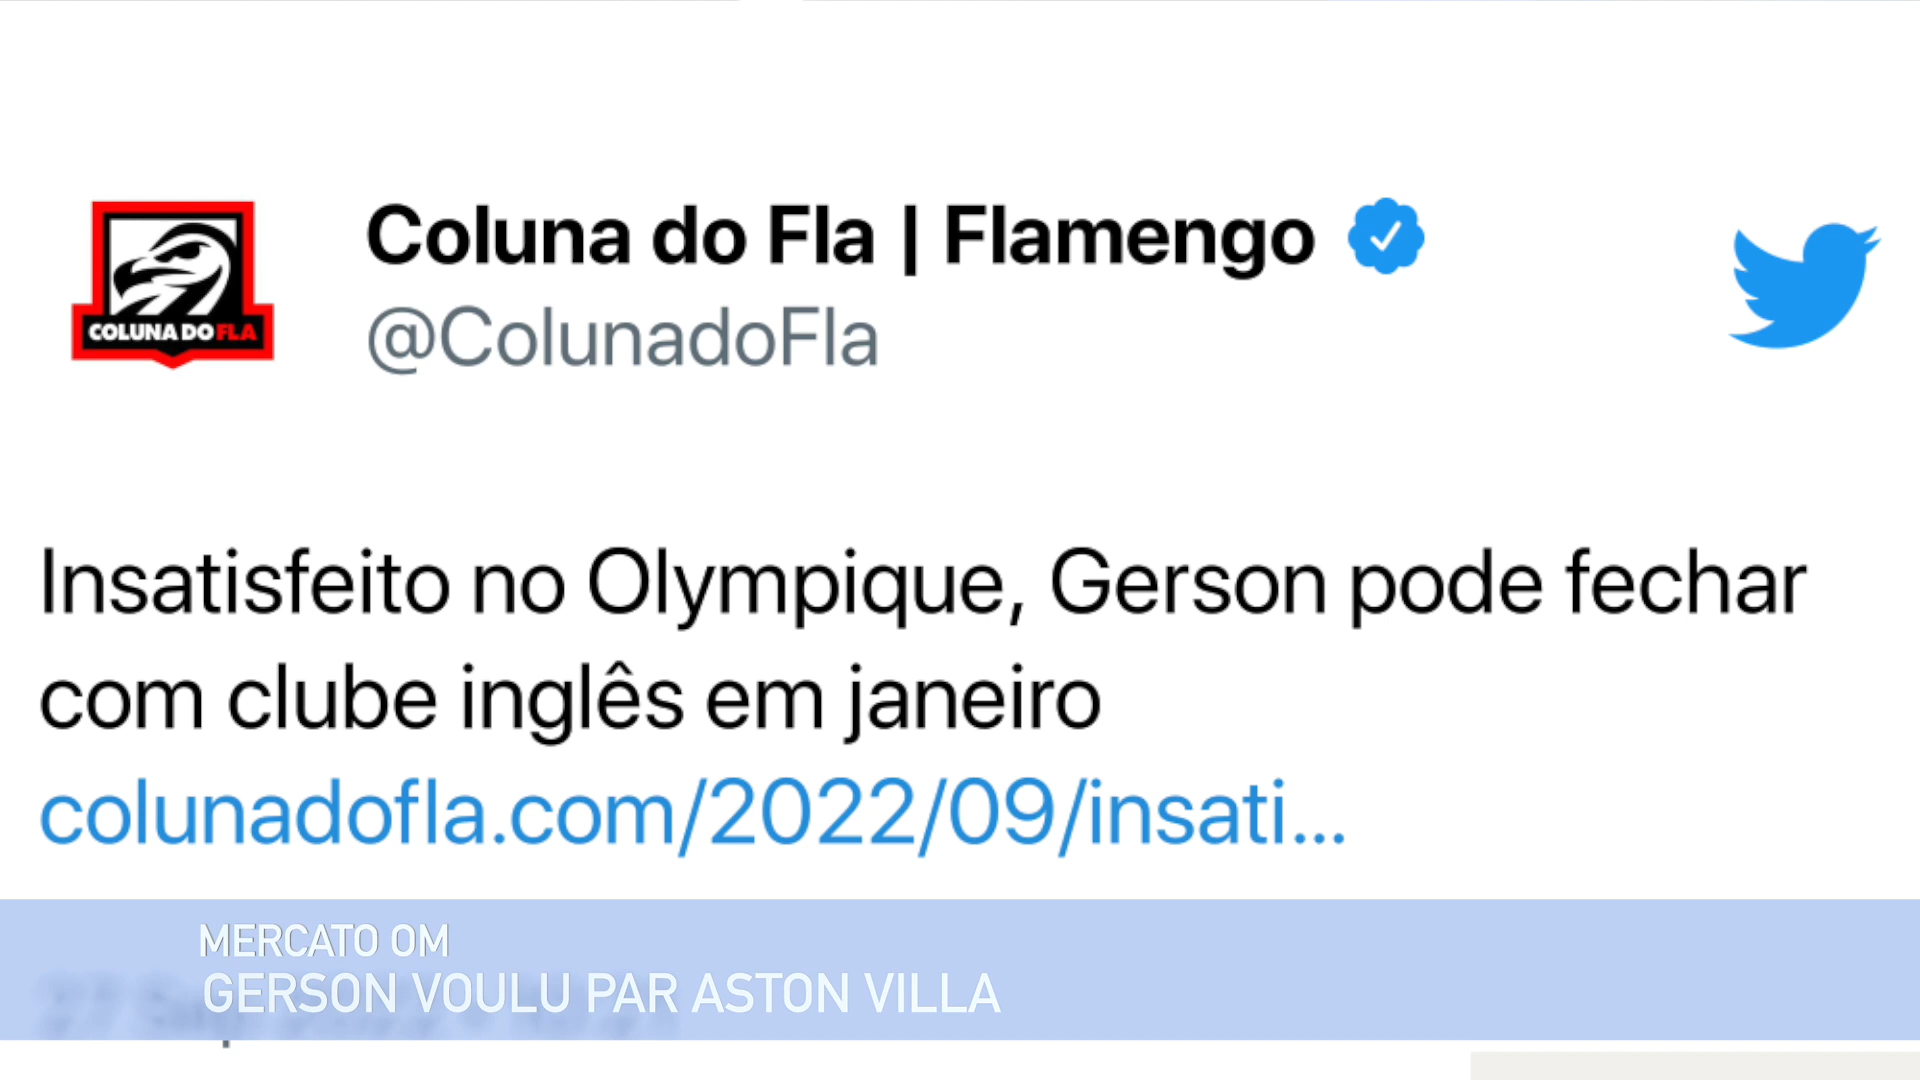 COLUNA DO FLA
Coluna do Fla | Flamengo
@ColunadoFla
Insatisfeito no Olympique, Gerson pode fechar
com clube inglês em janeiro
colunadofla.com/2022/09/insati...
MERCATO OM
GERSON VOULU PAR ASTON VILLA